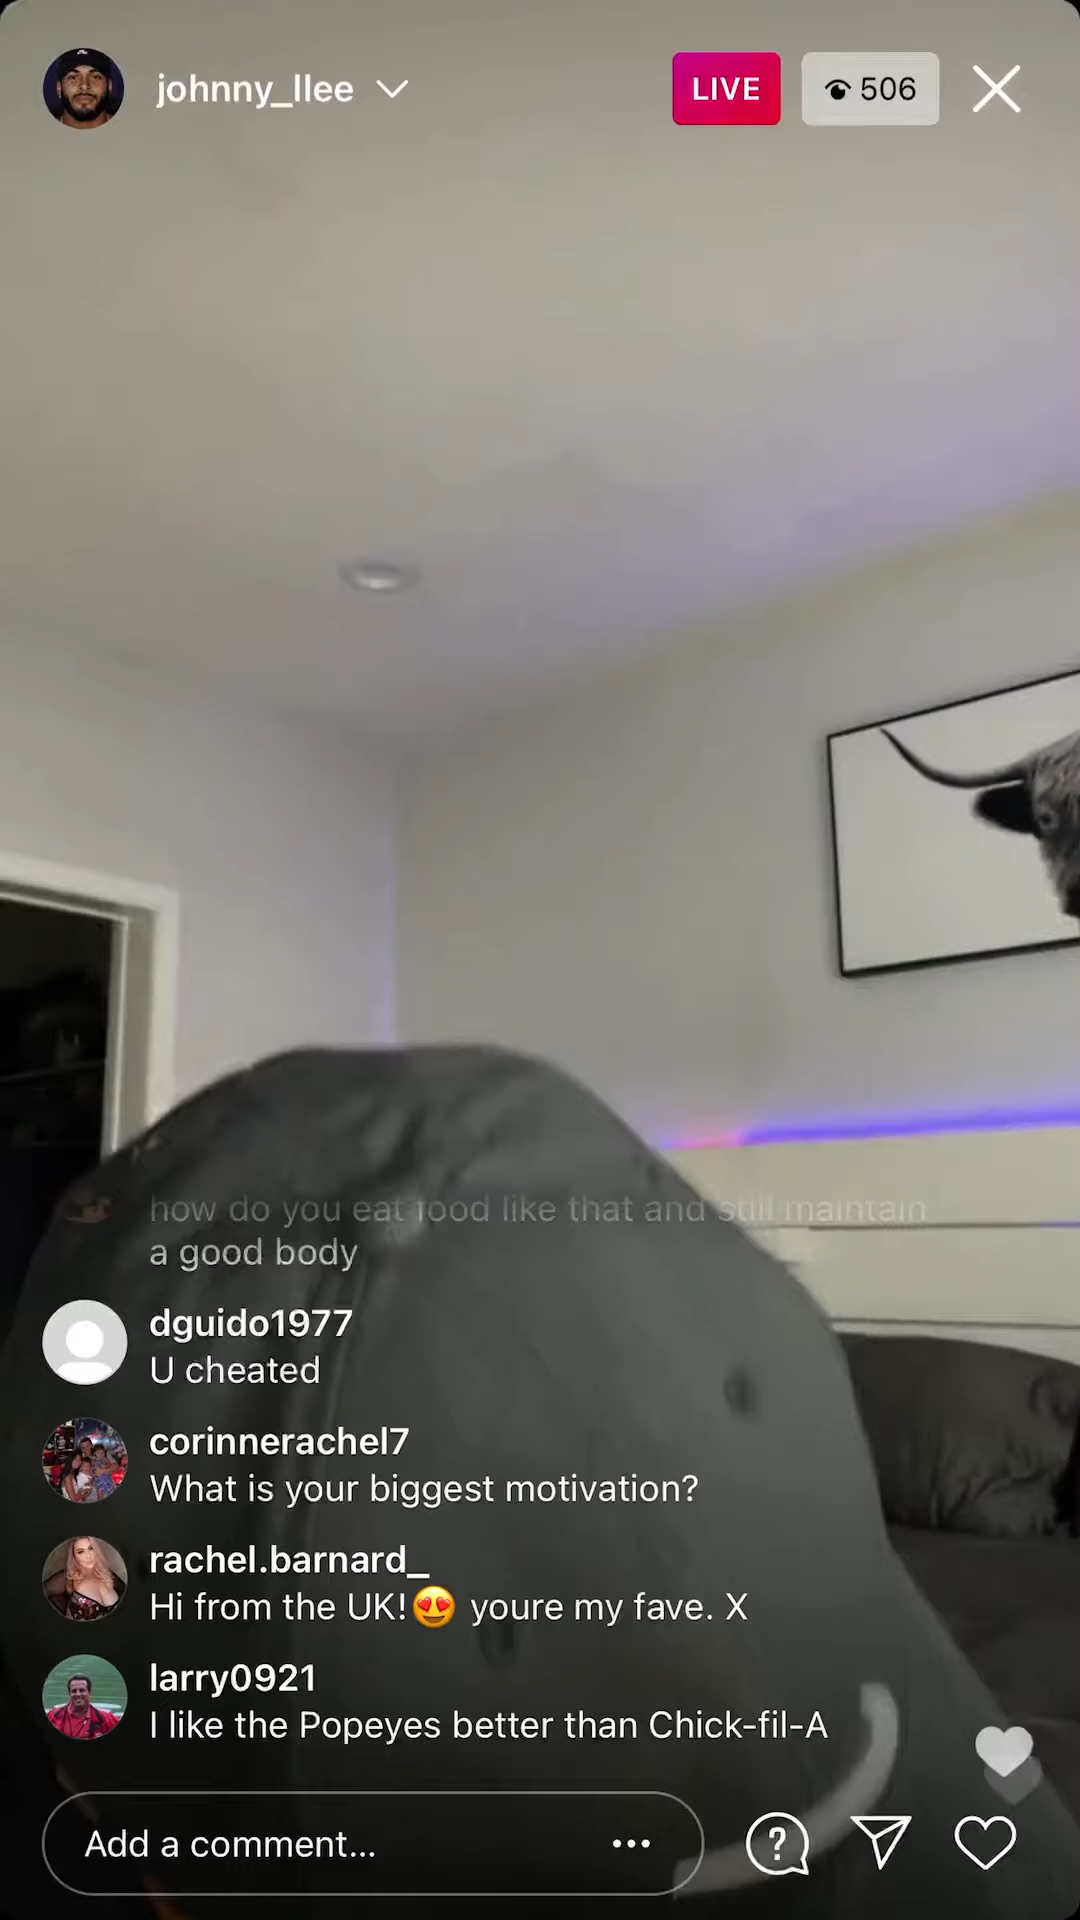 johnny_llee
LIVE
506
how do you eat food like that and still maintain
a good body
dguido1977
U cheated
corinnerachel7
What is your biggest motivation?
rachel.barnard_
Hi from the UK!😍 youre my fave. X
larry0921
I like the Popeyes better than Chick-fil-A
Add a comment...